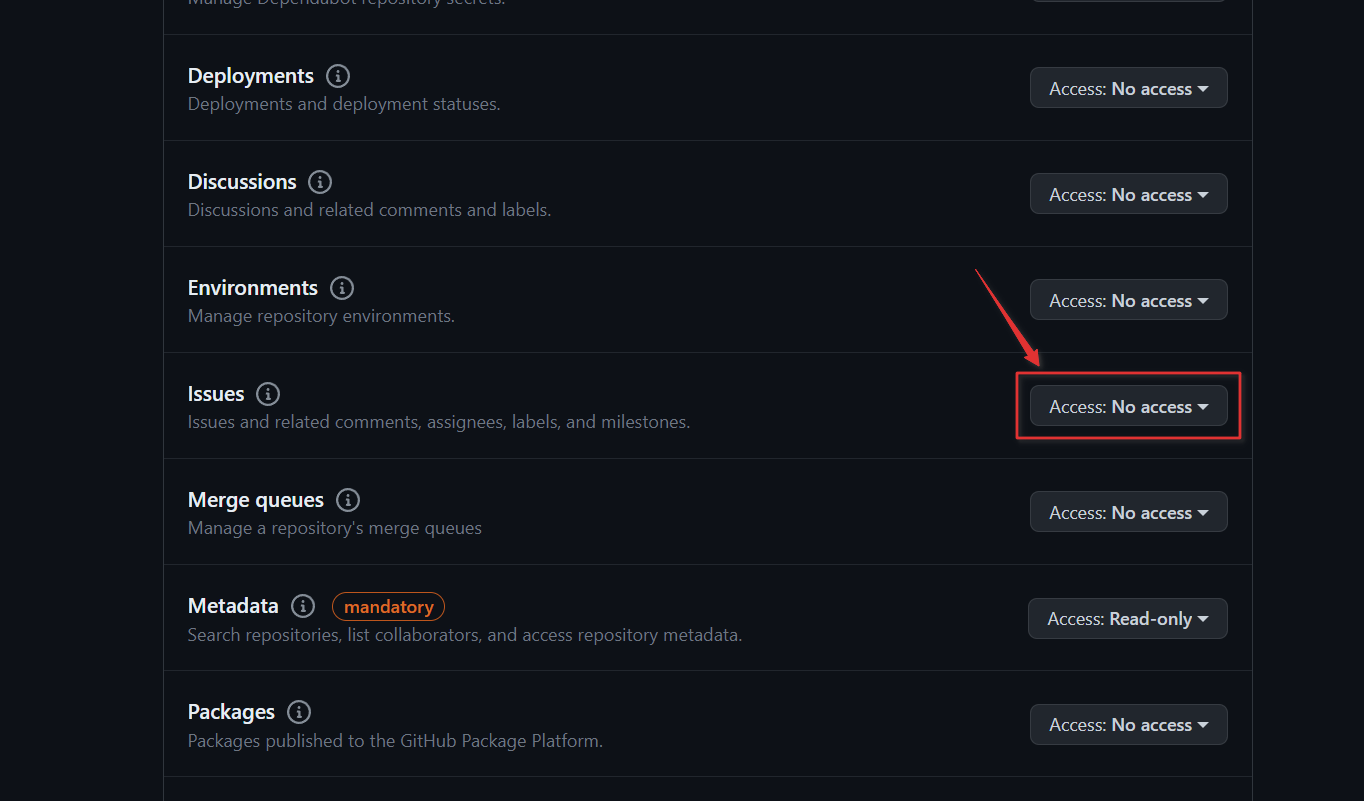 Manage Dependabot repository secrets.
Deployments
Deployments and deployment statuses.
Access: No access
Discussions
Discussions and related comments and labels.
Access: No access
Environments
Manage repository environments.
Access: No access
Issues
Issues and related comments, assignees, labels, and milestones.
Access: No access
Merge queues
Manage a repository's merge queues
Access: No access
Metadata mandatory
Search repositories, list collaborators, and access repository metadata.
Access: Read-only
Packages
Packages published to the GitHub Package Platform.
Access: No access